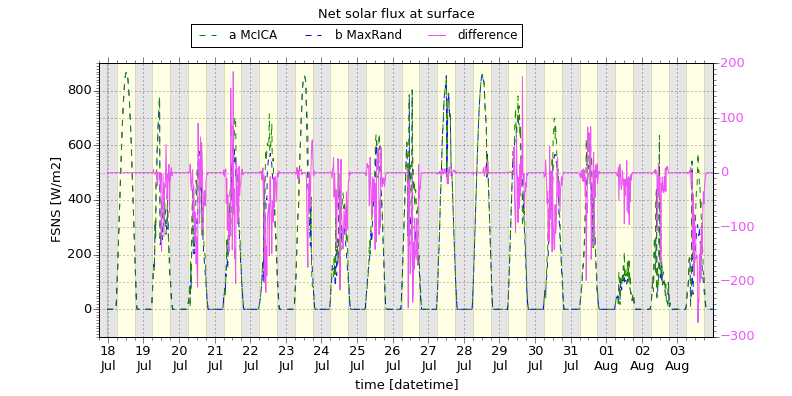 Net solar flux at surface
a McICA b MaxRand difference
FSNS [W/m2]
800
600
400
200
0
200
100
0
−100
−200
−300
18 19 20 21 22 23 24 25 26 27 28 29 30 31 01 02 03
Jul Jul Jul Jul Jul Jul Jul Jul Jul Jul Jul Jul Jul Jul Aug Aug Aug
time [datetime]